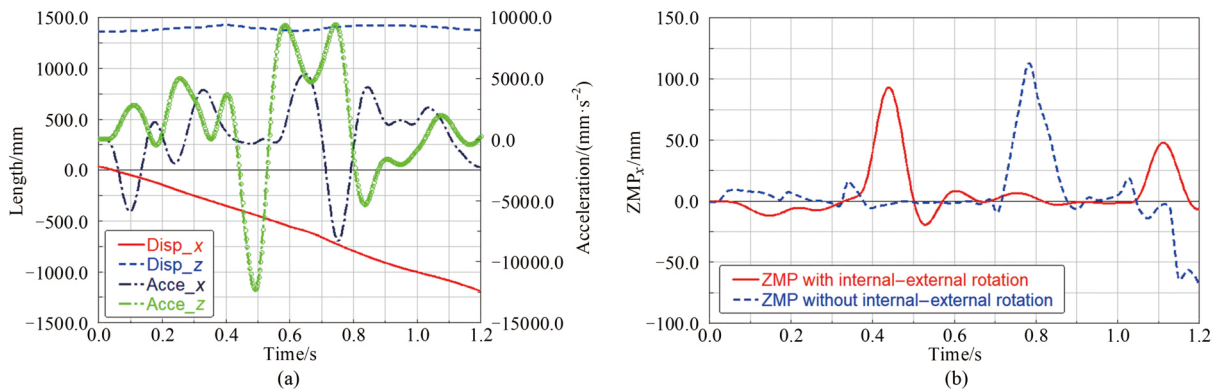 1500.0
1000.0
500.0
0.0
−500.0
−1000.0
−1500.0
Length/mm
10000.0
5000.0
0.0
−5000.0
−10000.0
−15000.0
Acceleration/(mm·s⁻²)
Disp_x
Disp_z
Acce_x
Acce_z
0.0 0.2 0.4 0.6 0.8 1.0 1.2
Time/s
(a)
150.0
100.0
50.0
0.0
−50.0
−100.0
ZMPₓ/mm
ZMP with internal−external rotation
ZMP without internal−external rotation
0.0 0.2 0.4 0.6 0.8 1.0 1.2
Time/s
(b)